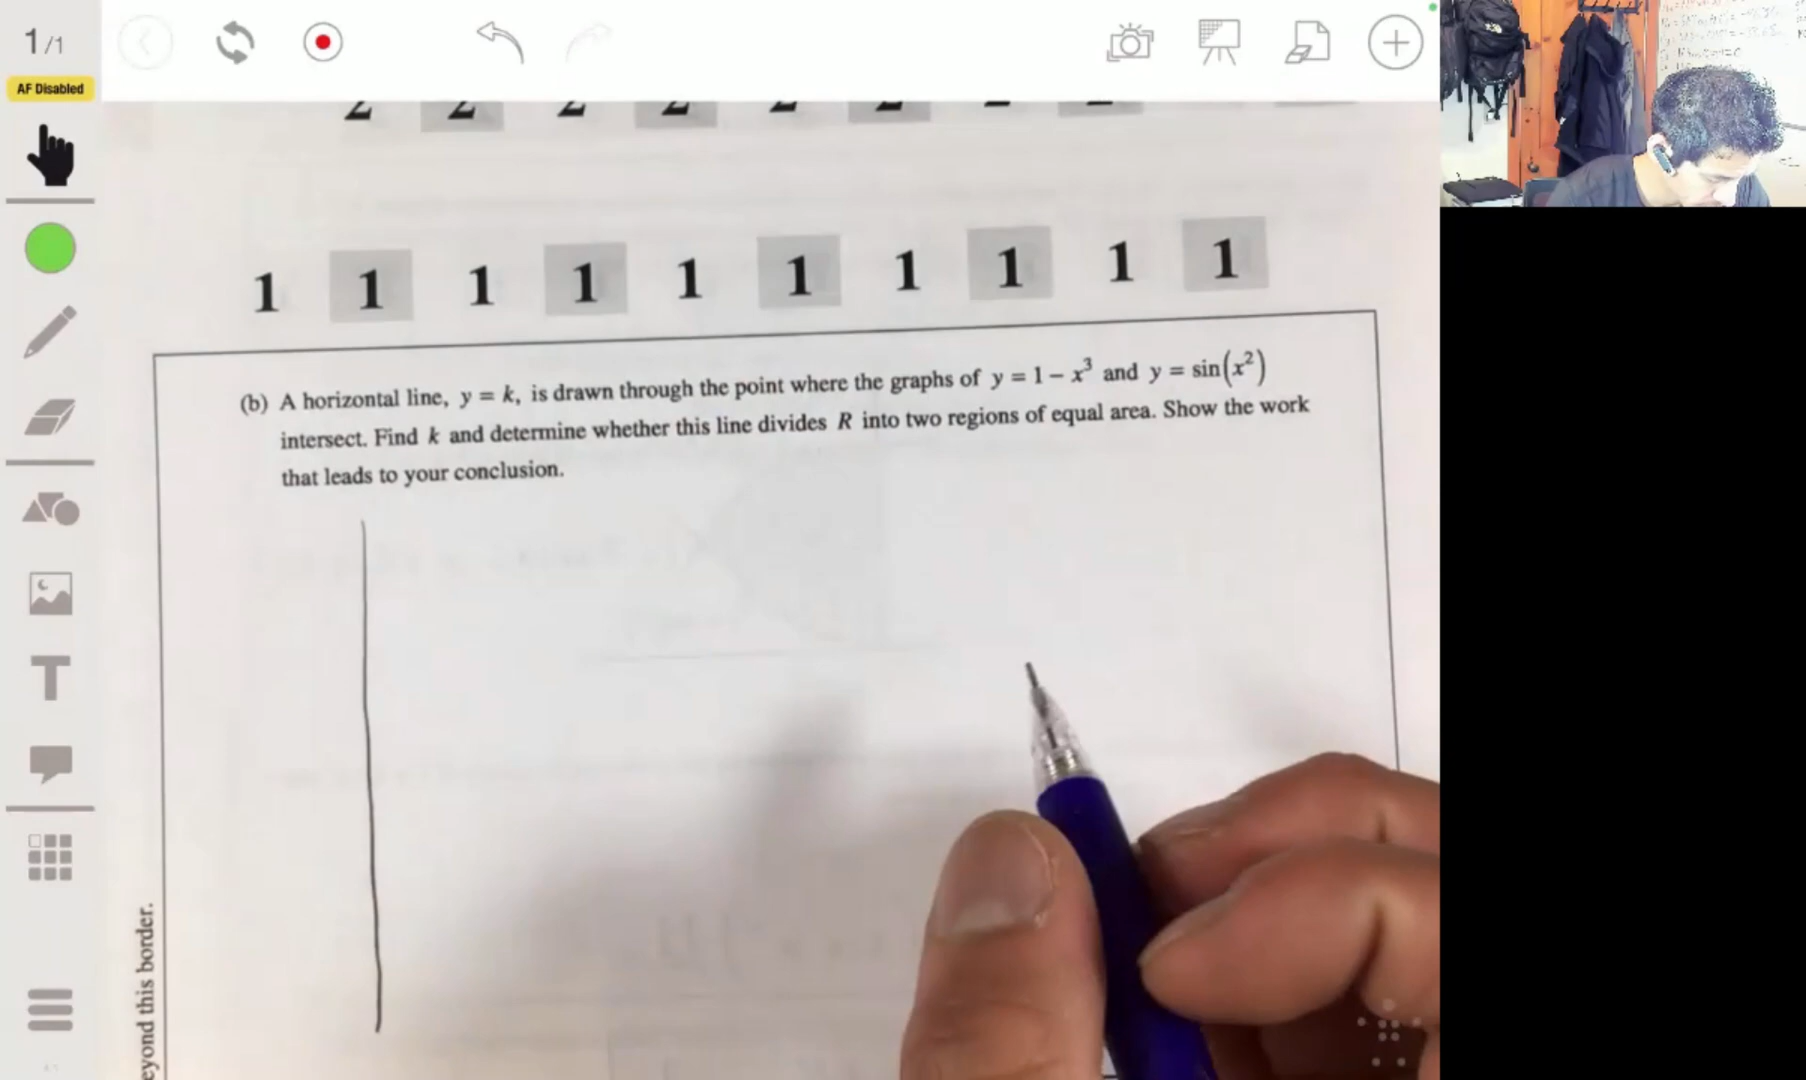 1/1
AF Disabled
1 1 1 1 1 1 1 1 1 1
(b) A horizontal line, y = k, is drawn through the point where the graphs of y = 1 − x³ and y = sin(x²)
intersect. Find k and determine whether this line divides R into two regions of equal area. Show the work
that leads to your conclusion.
eyond this border.
T